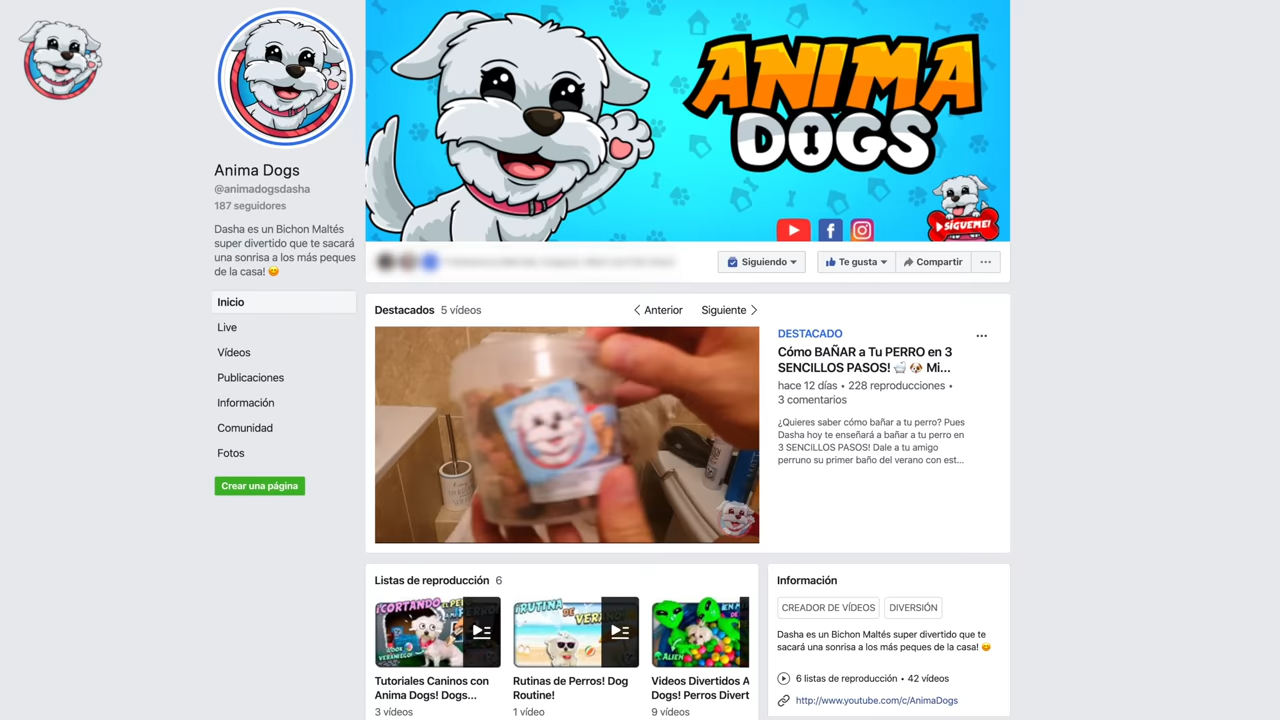 Anima Dogs
@animadogsdasha
187 seguidores
Dasha es un Bichon Maltés
super divertido que te sacará
una sonrisa a los más peques
de la casa! 😊
Inicio
Live
Vídeos
Publicaciones
Información
Comunidad
Fotos
Crear una página
ANIMA
DOGS
¡SÍGUEME!
Siguiendo
Te gusta
Compartir
Destacados 5 vídeos
Anterior
Siguiente
DESTACADO
Cómo BAÑAR a Tu PERRO en 3
SENCILLOS PASOS! 🛁 🐶 Mi...
hace 12 días • 228 reproducciones •
3 comentarios
¿Quieres saber cómo bañar a tu perro? Pues
Dasha hoy te enseñará a bañar a tu perro en
3 SENCILLOS PASOS! Dale a tu amigo
perruno su primer baño del verano con est...
Listas de reproducción 6
¡CORTANDO
¡RUTINA
DE
ALIEN
Tutoriales Caninos con
Anima Dogs! Dogs...
3 vídeos
Rutinas de Perros! Dog
Routine!
1 vídeo
Videos Divertidos A
Dogs! Perros Divert
9 vídeos
Información
CREADOR DE VÍDEOS
DIVERSIÓN
Dasha es un Bichon Maltés super divertido que te
sacará una sonrisa a los más peques de la casa! 😊
6 listas de reproducción • 42 vídeos
http://www.youtube.com/c/AnimaDogs